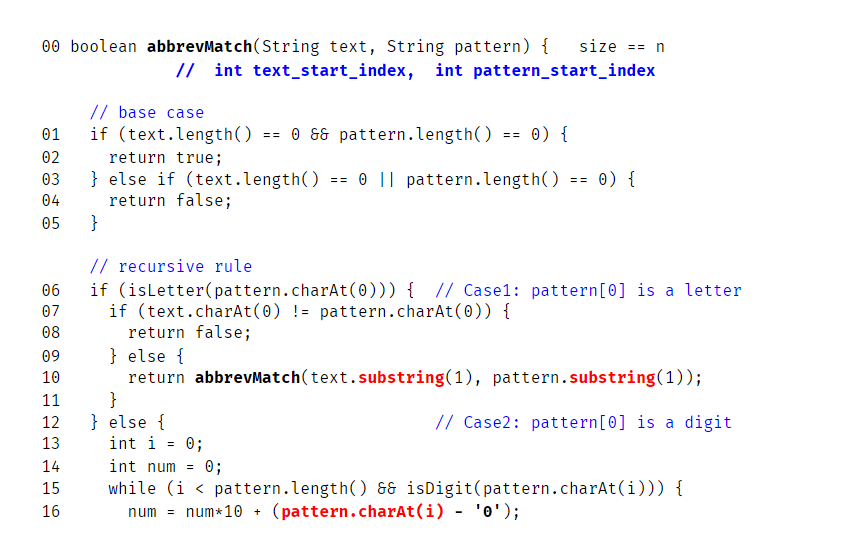 00 boolean abbrevMatch(String text, String pattern) {   size == n
// int text_start_index, int pattern_start_index
// base case
01 if (text.length() == 0 && pattern.length() == 0) {
02 return true;
03 } else if (text.length() == 0 || pattern.length() == 0) {
04 return false;
05 }
// recursive rule
06 if (isLetter(pattern.charAt(0))) { // Case1: pattern[0] is a letter
07 if (text.charAt(0) != pattern.charAt(0)) {
08 return false;
09 } else {
10 return abbrevMatch(text.substring(1), pattern.substring(1));
11 }
12 } else { // Case2: pattern[0] is a digit
13 int i = 0;
14 int num = 0;
15 while (i < pattern.length() && isDigit(pattern.charAt(i))) {
16 num = num*10 + (pattern.charAt(i) - '0');